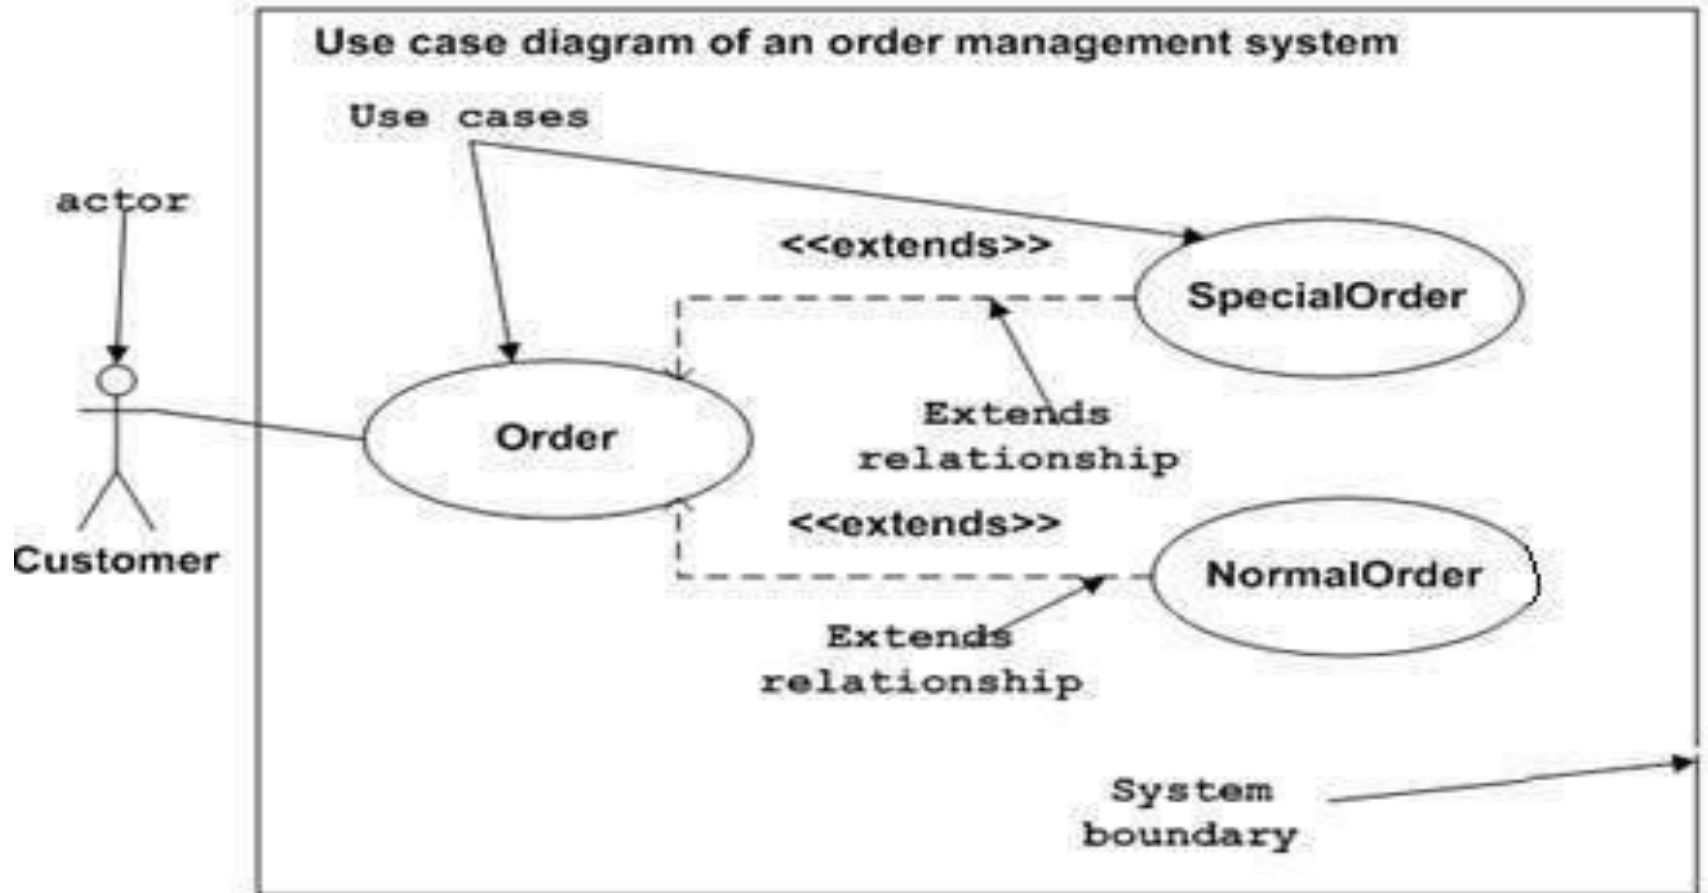 Use case diagram of an order management system
Use cases
actor
<<extends>>
SpecialOrder
Extends
relationship
Order
<<extends>>
Customer
NormalOrder
Extends
relationship
System
boundary